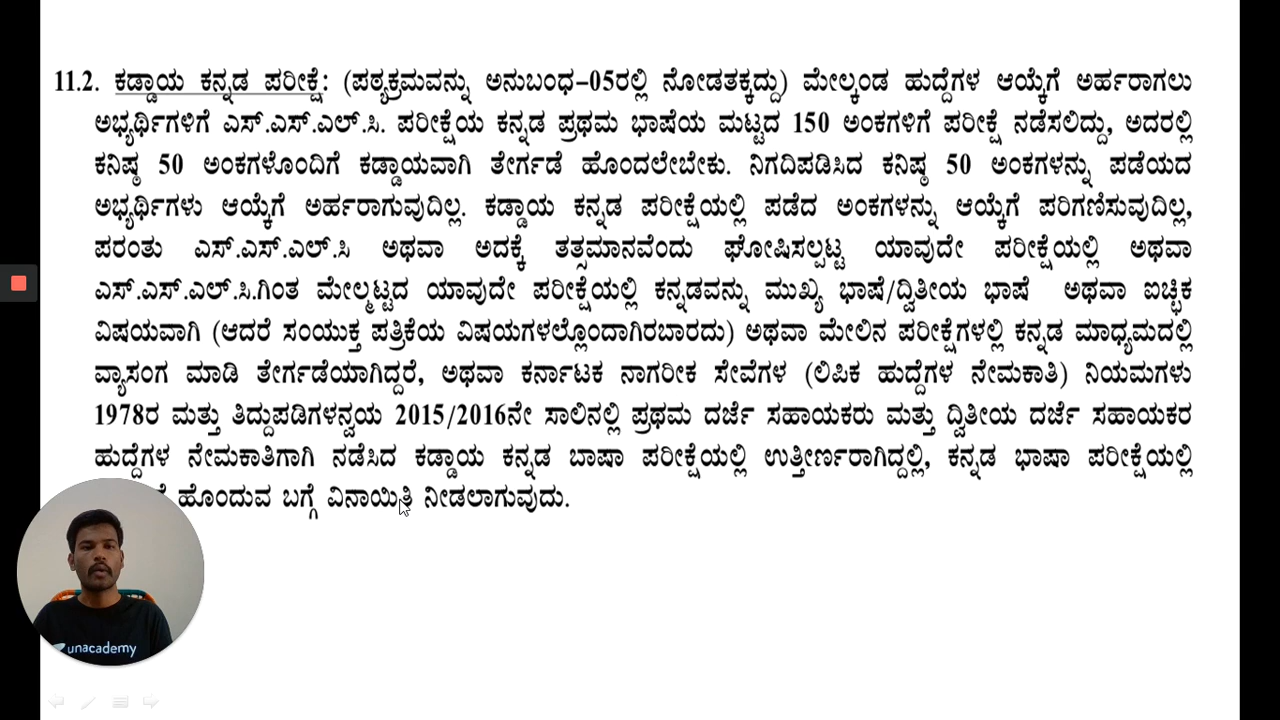 11.2. ಕಡ್ಡಾಯ ಕನ್ನಡ ಪರೀಕ್ಷೆ: (ಪಠ್ಯಕ್ರಮವನ್ನು ಅನುಬಂಧ-05ರಲ್ಲಿ ನೋಡತಕ್ಕದ್ದು) ಮೇಲ್ಕಂಡ ಹುದ್ದೆಗಳ ಆಯ್ಕೆಗೆ ಅರ್ಹರಾಗಲು
ಅಭ್ಯರ್ಥಿಗಳಿಗೆ ಎಸ್.ಎಸ್.ಎಲ್.ಸಿ. ಪರೀಕ್ಷೆಯ ಕನ್ನಡ ಪ್ರಥಮ ಭಾಷೆಯ ಮಟ್ಟದ 150 ಅಂಕಗಳಿಗೆ ಪರೀಕ್ಷೆ ನಡೆಸಲಿದ್ದು, ಅದರಲ್ಲಿ
ಕನಿಷ್ಠ 50 ಅಂಕಗಳೊಂದಿಗೆ ಕಡ್ಡಾಯವಾಗಿ ತೇರ್ಗಡೆ ಹೊಂದಲೇಬೇಕು. ನಿಗದಿಪಡಿಸಿದ ಕನಿಷ್ಠ 50 ಅಂಕಗಳನ್ನು ಪಡೆಯದ
ಅಭ್ಯರ್ಥಿಗಳು ಆಯ್ಕೆಗೆ ಅರ್ಹರಾಗುವುದಿಲ್ಲ. ಕಡ್ಡಾಯ ಕನ್ನಡ ಪರೀಕ್ಷೆಯಲ್ಲಿ ಪಡೆದ ಅಂಕಗಳನ್ನು ಆಯ್ಕೆಗೆ ಪರಿಗಣಿಸುವುದಿಲ್ಲ,
ಪರಂತು ಎಸ್.ಎಸ್.ಎಲ್.ಸಿ ಅಥವಾ ಅದಕ್ಕೆ ತತ್ಸಮಾನವೆಂದು ಘೋಷಿಸಲ್ಪಟ್ಟ ಯಾವುದೇ ಪರೀಕ್ಷೆಯಲ್ಲಿ ಅಥವಾ
ಎಸ್.ಎಸ್.ಎಲ್.ಸಿ.ಗಿಂತ ಮೇಲ್ಮಟ್ಟದ ಯಾವುದೇ ಪರೀಕ್ಷೆಯಲ್ಲಿ ಕನ್ನಡವನ್ನು ಮುಖ್ಯ ಭಾಷೆ/ದ್ವಿತೀಯ ಭಾಷೆ ಅಥವಾ ಐಚ್ಛಿಕ
ವಿಷಯವಾಗಿ (ಆದರೆ ಸಂಯುಕ್ತ ಪತ್ರಿಕೆಯ ವಿಷಯಗಳಲ್ಲೊಂದಾಗಿರಬಾರದು) ಅಥವಾ ಮೇಲಿನ ಪರೀಕ್ಷೆಗಳಲ್ಲಿ ಕನ್ನಡ ಮಾಧ್ಯಮದಲ್ಲಿ
ವ್ಯಾಸಂಗ ಮಾಡಿ ತೇರ್ಗಡೆಯಾಗಿದ್ದರೆ, ಅಥವಾ ಕರ್ನಾಟಕ ನಾಗರೀಕ ಸೇವೆಗಳ (ಲಿಪಿಕ ಹುದ್ದೆಗಳ ನೇಮಕಾತಿ) ನಿಯಮಗಳು
1978ರ ಮತ್ತು ತಿದ್ದುಪಡಿಗಳನ್ವಯ 2015/2016ನೇ ಸಾಲಿನಲ್ಲಿ ಪ್ರಥಮ ದರ್ಜೆ ಸಹಾಯಕರು ಮತ್ತು ದ್ವಿತೀಯ ದರ್ಜೆ ಸಹಾಯಕರ
ಹುದ್ದೆಗಳ ನೇಮಕಾತಿಗಾಗಿ ನಡೆಸಿದ ಕಡ್ಡಾಯ ಕನ್ನಡ ಬಾಷಾ ಪರೀಕ್ಷೆಯಲ್ಲಿ ಉತ್ತೀರ್ಣರಾಗಿದ್ದಲ್ಲಿ, ಕನ್ನಡ ಭಾಷಾ ಪರೀಕ್ಷೆಯಲ್ಲಿ
ಹೊಂದುವ ಬಗ್ಗೆ ವಿನಾಯಿತಿ ನೀಡಲಾಗುವುದು.
unacademy